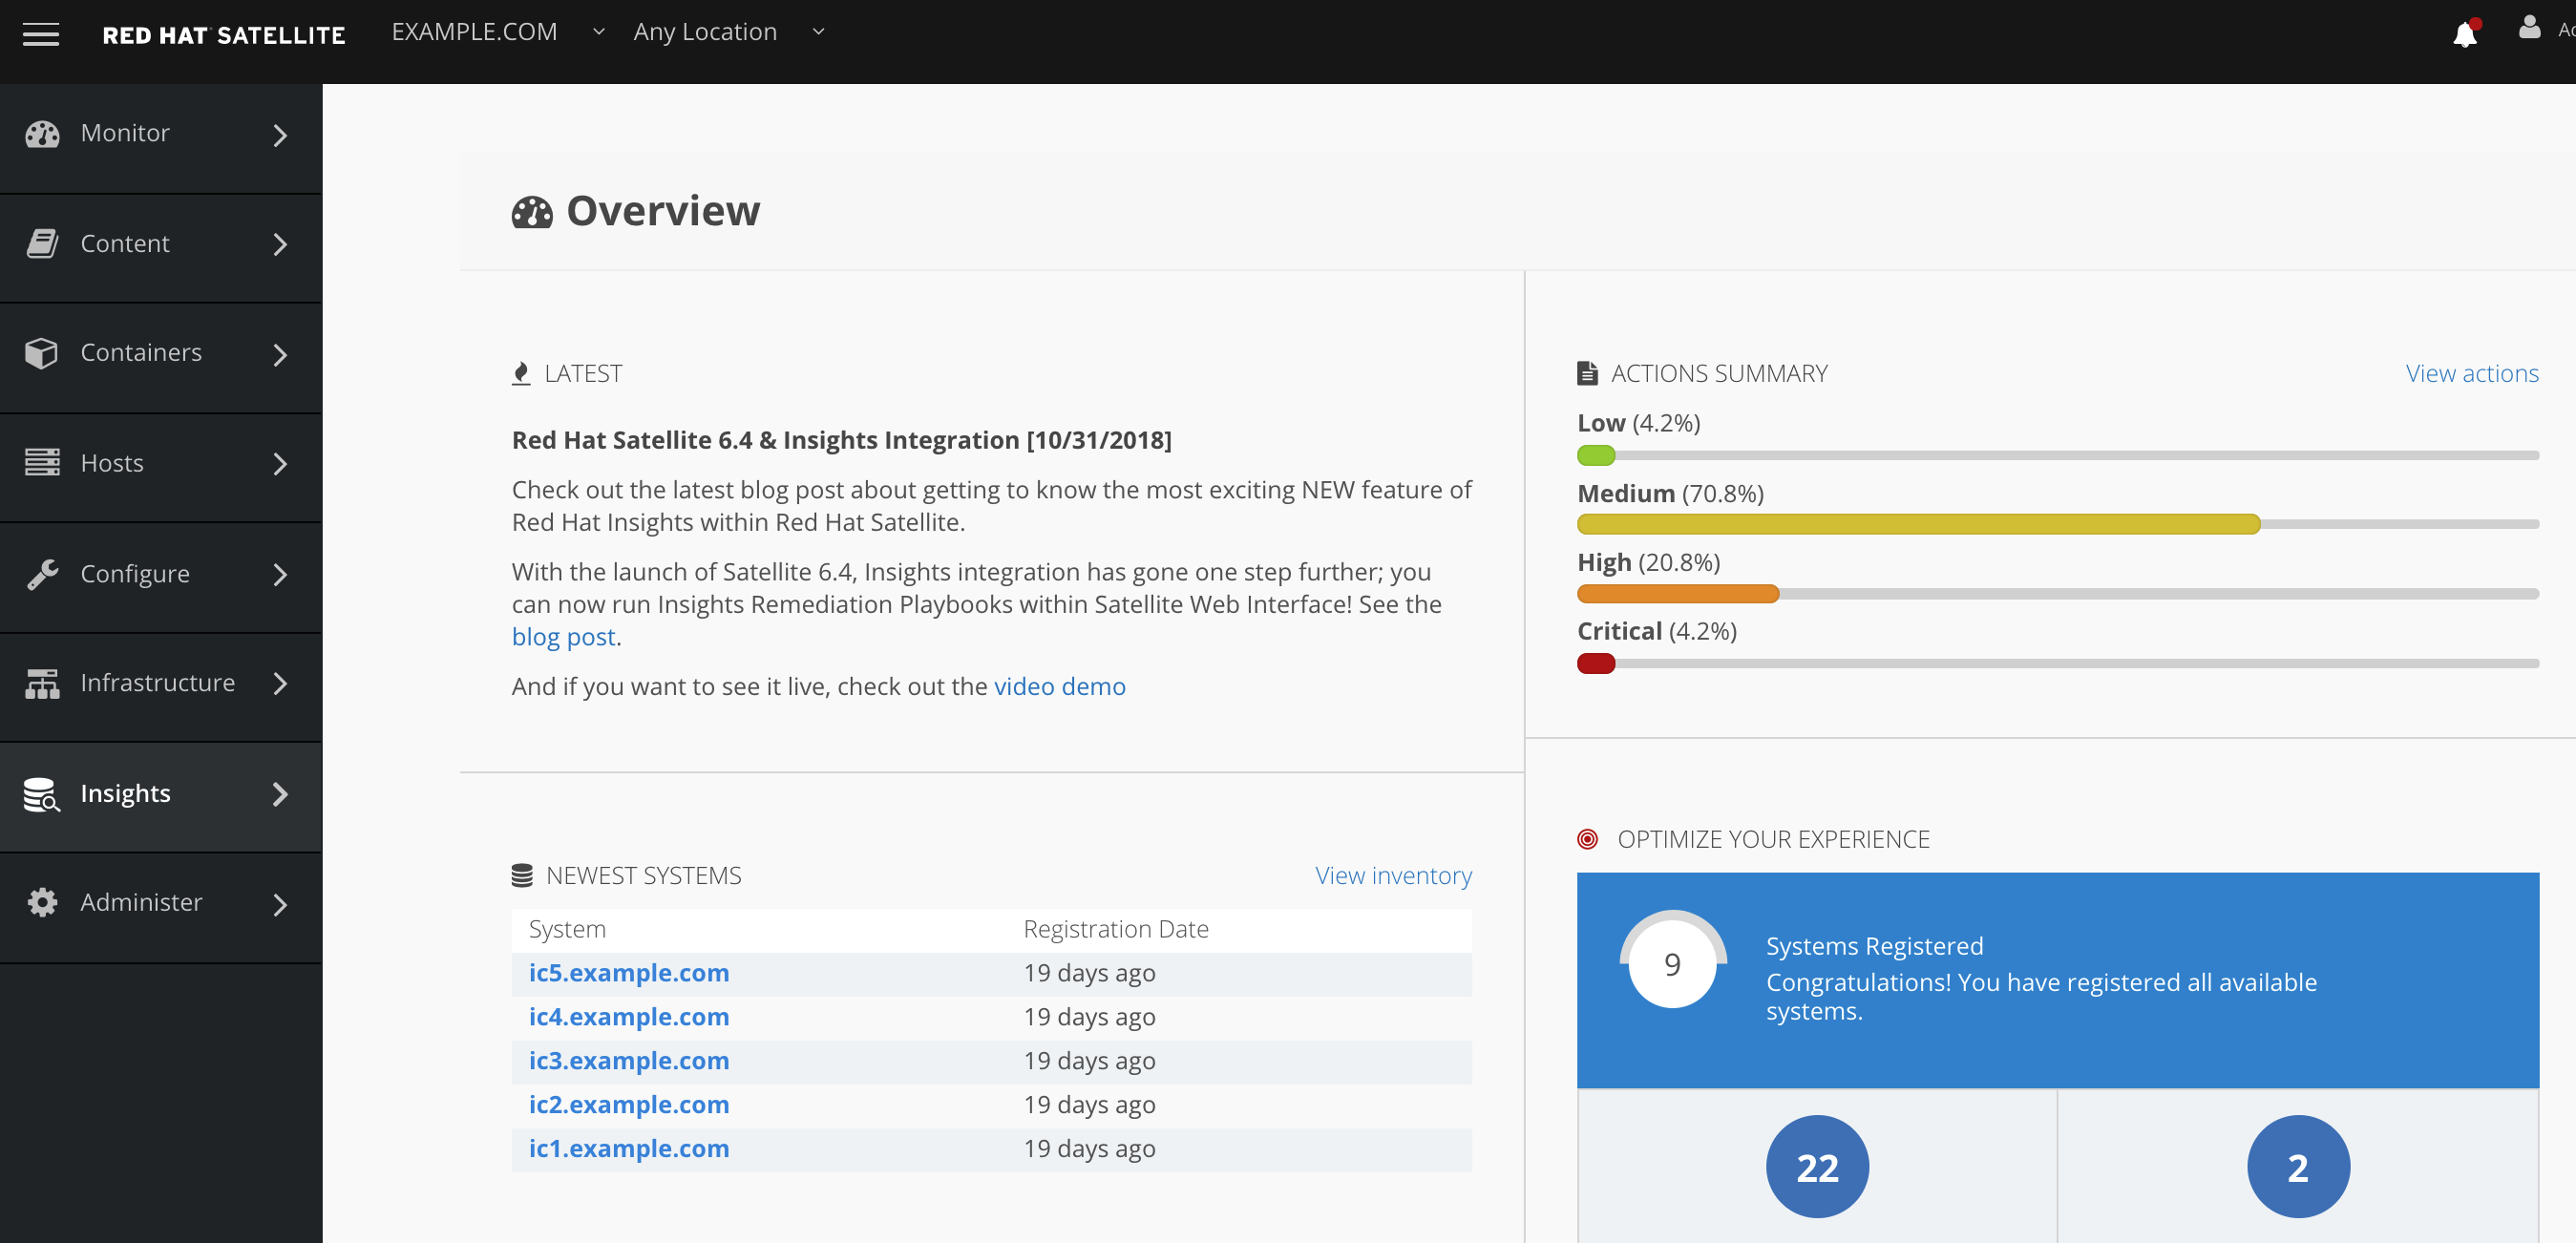 RED HAT SATELLITE
EXAMPLE.COM
Any Location
Monitor
Content
Containers
Hosts
Configure
Infrastructure
Insights
Administer
Overview
LATEST
Red Hat Satellite 6.4 & Insights Integration [10/31/2018]
Check out the latest blog post about getting to know the most exciting NEW feature of
Red Hat Insights within Red Hat Satellite.
With the launch of Satellite 6.4, Insights integration has gone one step further; you
can now run Insights Remediation Playbooks within Satellite Web Interface! See the
blog post.
And if you want to see it live, check out the video demo
NEWEST SYSTEMS
View inventory
System Registration Date
ic5.example.com 19 days ago
ic4.example.com 19 days ago
ic3.example.com 19 days ago
ic2.example.com 19 days ago
ic1.example.com 19 days ago
ACTIONS SUMMARY
View actions
Low (4.2%)
Medium (70.8%)
High (20.8%)
Critical (4.2%)
OPTIMIZE YOUR EXPERIENCE
9
Systems Registered
Congratulations! You have registered all available
systems.
22
2